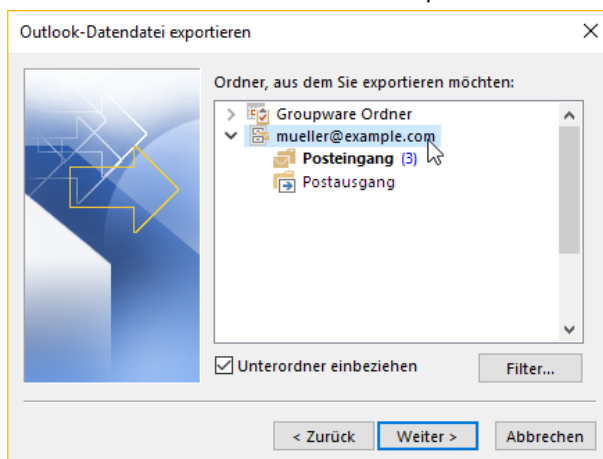 Outlook-Datendatei exportieren
Ordner, aus dem Sie exportieren möchten:
Groupware Ordner
mueller@example.com
Posteingang (3)
Postausgang
Unterordner einbeziehen
Filter...
< Zurück
Weiter >
Abbrechen